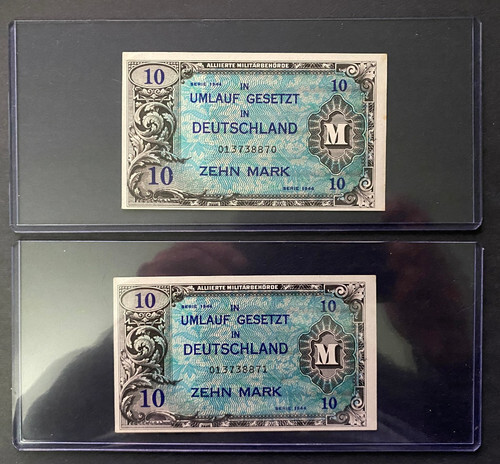 ALLIIERTE MILITÄRBEHÖRDE
10 SERIE 1944 IN 10
UMLAUF GESETZT
IN
DEUTSCHLAND
M
013738870
10 ZEHN MARK
SERIE 1944 10
ALLIIERTE MILITÄRBEHÖRDE
10 SERIE 1944 IN 10
UMLAUF GESETZT
IN
DEUTSCHLAND
M
013738871
10 ZEHN MARK
SERIE 1944 10